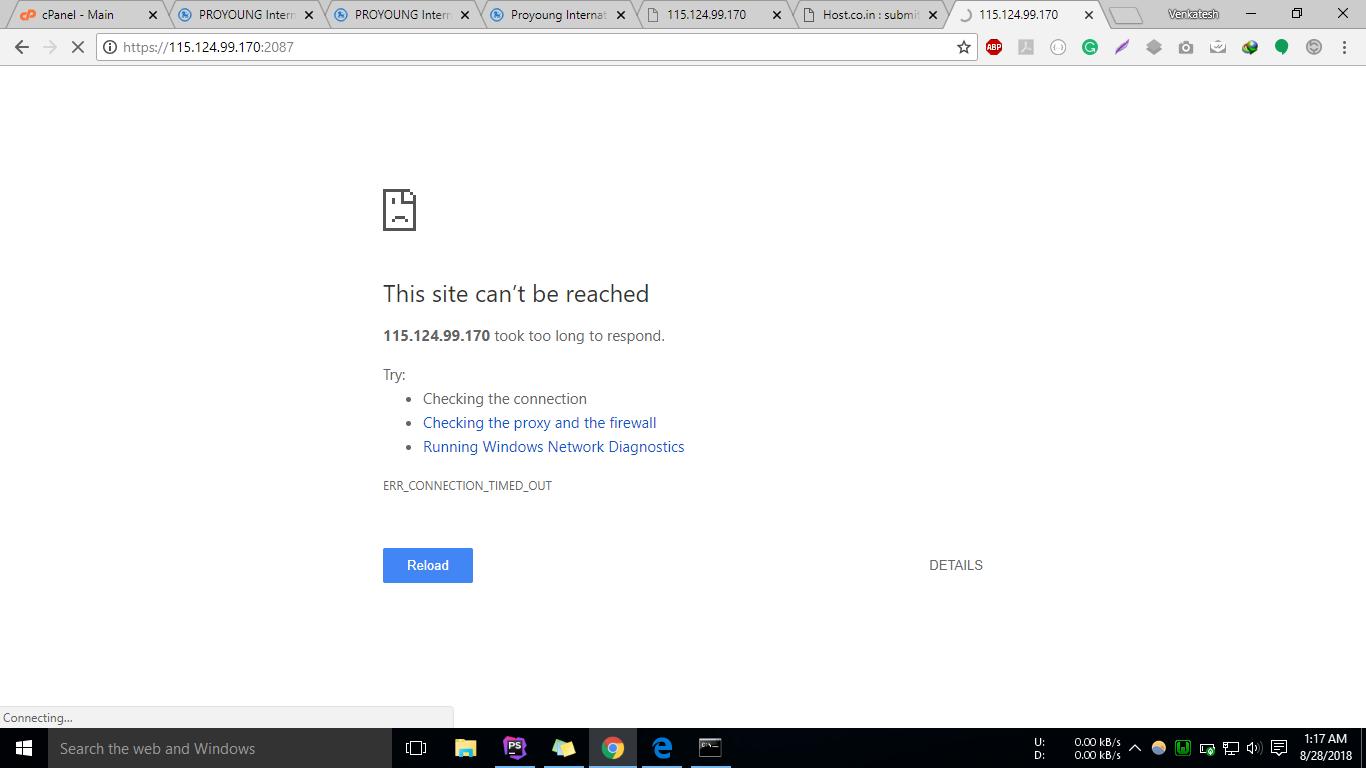 cPanel - Main
PROYOUNG Intern
PROYOUNG Intern
Proyoung Internat
115.124.99.170
Host.co.in : submit
115.124.99.170
Venkatesh
https://115.124.99.170:2087
ABP
This site can’t be reached
115.124.99.170 took too long to respond.
Try:
Checking the connection
Checking the proxy and the firewall
Running Windows Network Diagnostics
ERR_CONNECTION_TIMED_OUT
Reload
DETAILS
Connecting...
Search the web and Windows
PS
U: 0.00 kB/s
D: 0.00 kB/s
1:17 AM
8/28/2018